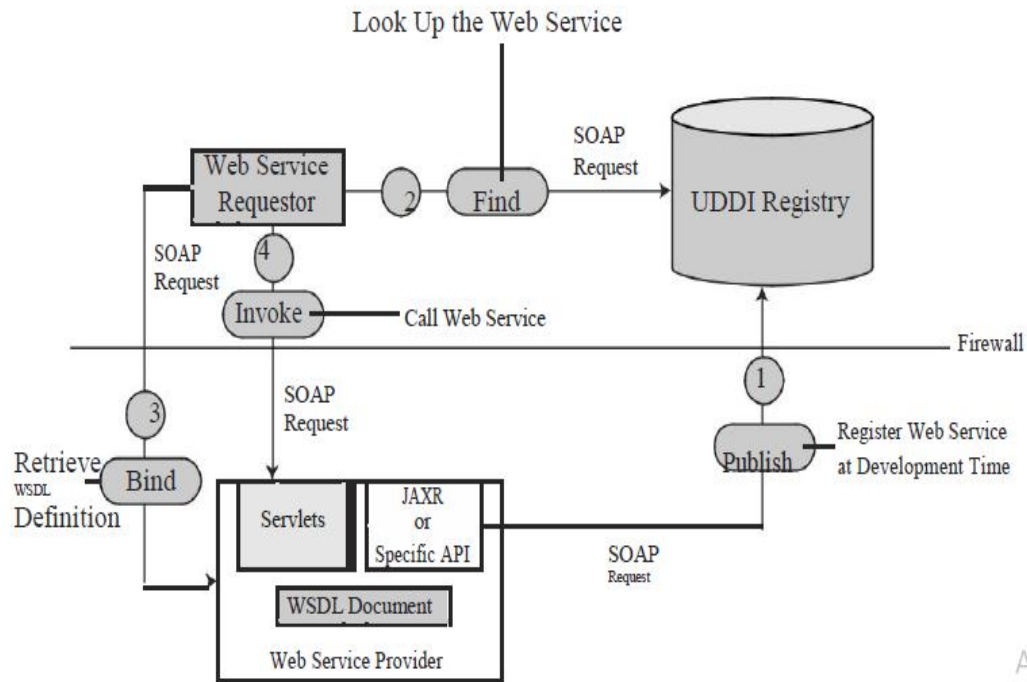 Look Up the Web Service
SOAP
Request
Web Service
Requestor
2
Find
UDDI Registry
SOAP
Request
4
Invoke
Call Web Service
Firewall
3
SOAP
Request
1
Publish
Register Web Service
at Development Time
Retrieve
WSDL
Definition
Bind
Servlets
JAXR
or
Specific API
SOAP
Request
WSDL Document
Web Service Provider
A